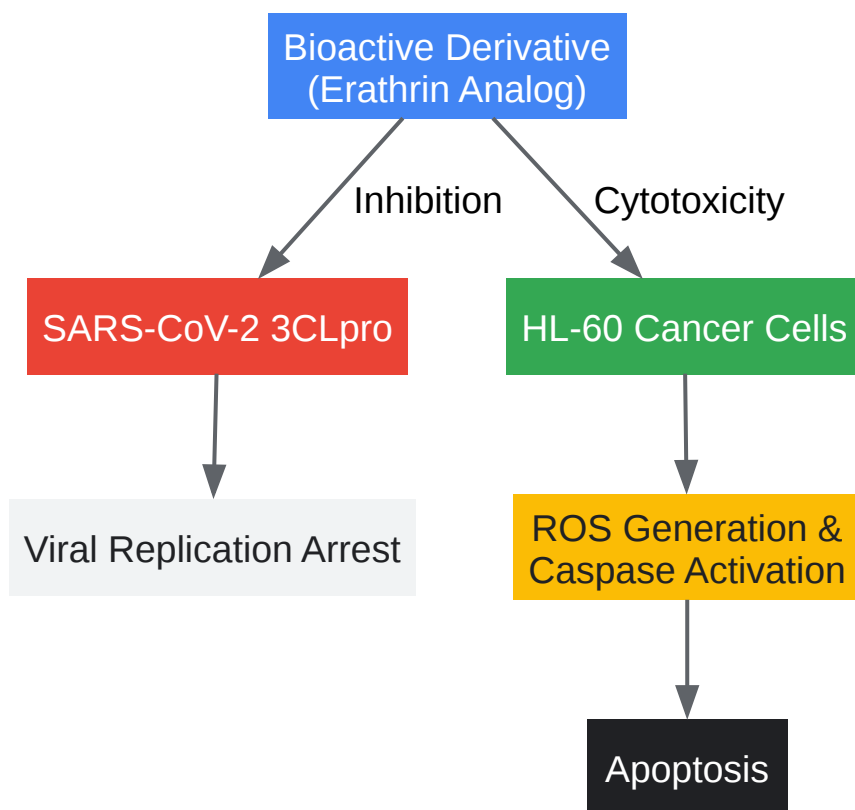 Bioactive Derivative
(Erathrin Analog)
Inhibition
Cytotoxicity
SARS-CoV-2 3CLpro
HL-60 Cancer Cells
Viral Replication Arrest
ROS Generation &
Caspase Activation
Apoptosis